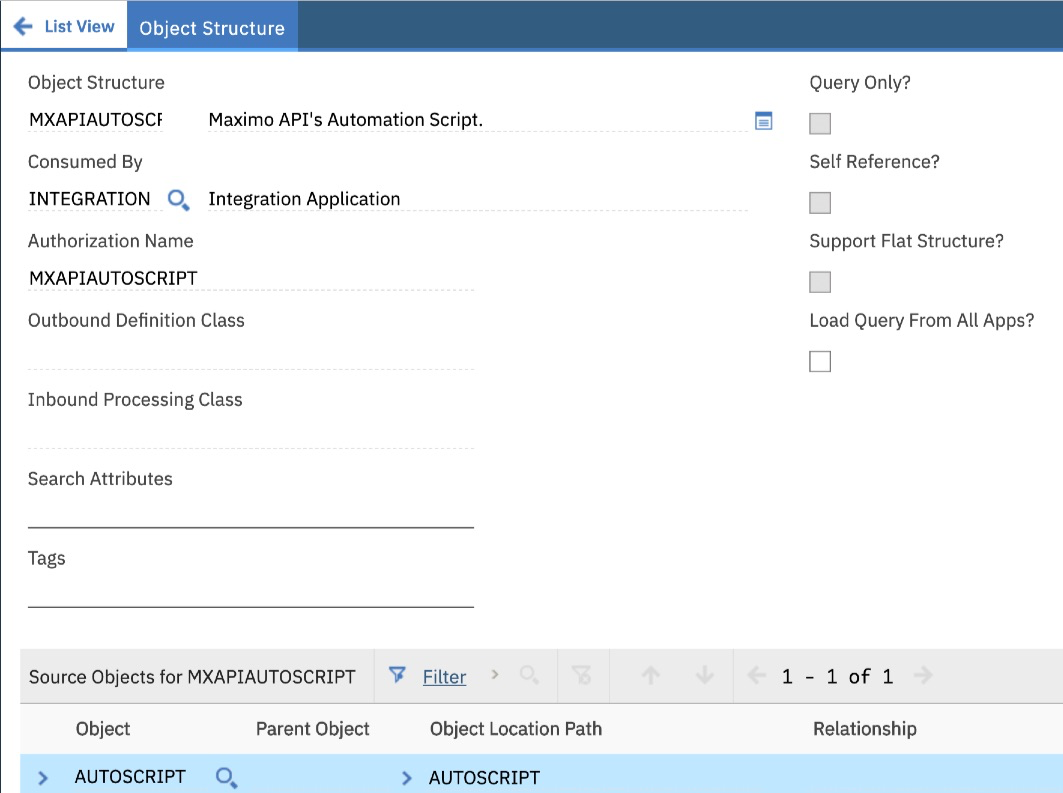 List View Object Structure
Object Structure Query Only?
MXAPIAUTOSCR Maximo API's Automation Script.
Consumed By Self Reference?
INTEGRATION Integration Application
Authorization Name Support Flat Structure?
MXAPIAUTOSCRIPT
Outbound Definition Class Load Query From All Apps?
Inbound Processing Class
Search Attributes
Tags
Source Objects for MXAPIAUTOSCRIPT Filter 1 - 1 of 1
Object Parent Object Object Location Path Relationship
AUTOSCRIPT AUTOSCRIPT